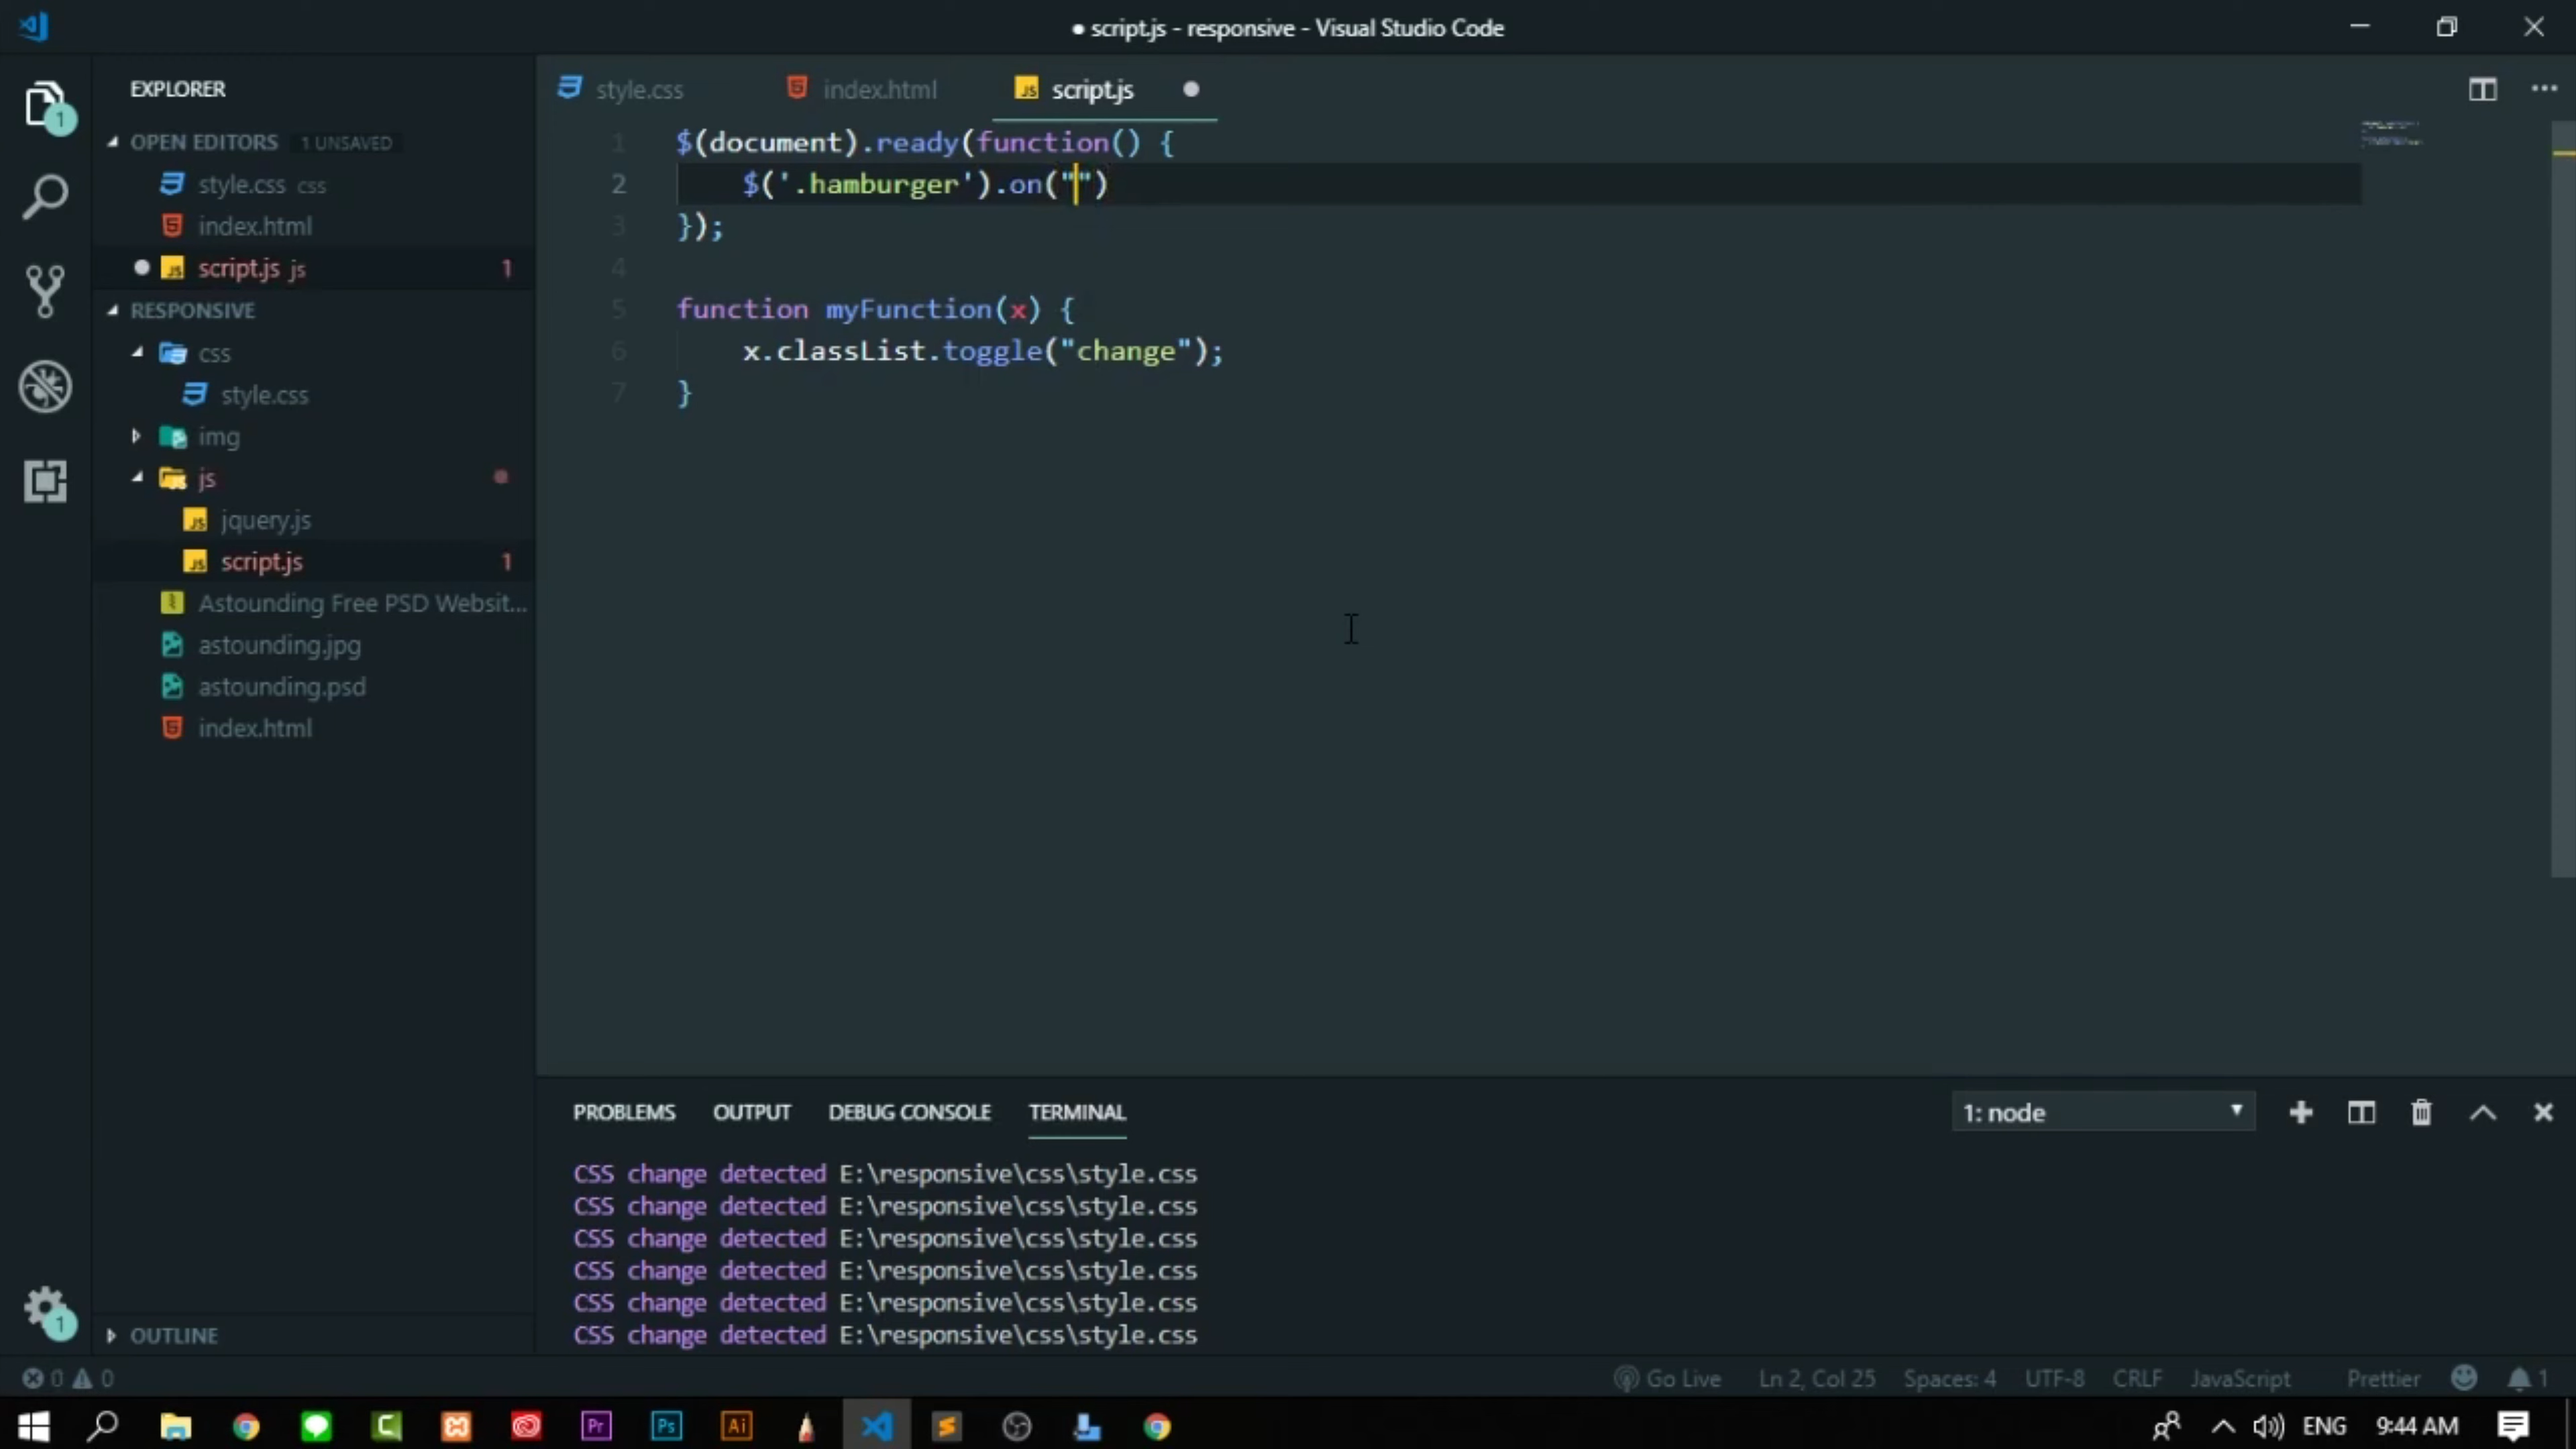 ● script.js - responsive - Visual Studio Code
EXPLORER
OPEN EDITORS 1 UNSAVED
style.css css
index.html
script.js js 1
RESPONSIVE
css
style.css
img
js
jquery.js
script.js 1
Astounding Free PSD Websit...
astounding.jpg
astounding.psd
index.html
OUTLINE
1
1
style.css
index.html
JS script.js
1 $(document).ready(function() {
2 $('.hamburger').on("")
3 });
4
5 function myFunction(x) {
6 x.classList.toggle("change");
7 }
PROBLEMS OUTPUT DEBUG CONSOLE TERMINAL
1: node
CSS change detected E:\responsive\css\style.css
CSS change detected E:\responsive\css\style.css
CSS change detected E:\responsive\css\style.css
CSS change detected E:\responsive\css\style.css
CSS change detected E:\responsive\css\style.css
CSS change detected E:\responsive\css\style.css
0 0 Go Live Ln 2, Col 25 Spaces: 4 UTF-8 CRLF JavaScript Prettier 1
Pr Ps Ai ENG 9:44 AM